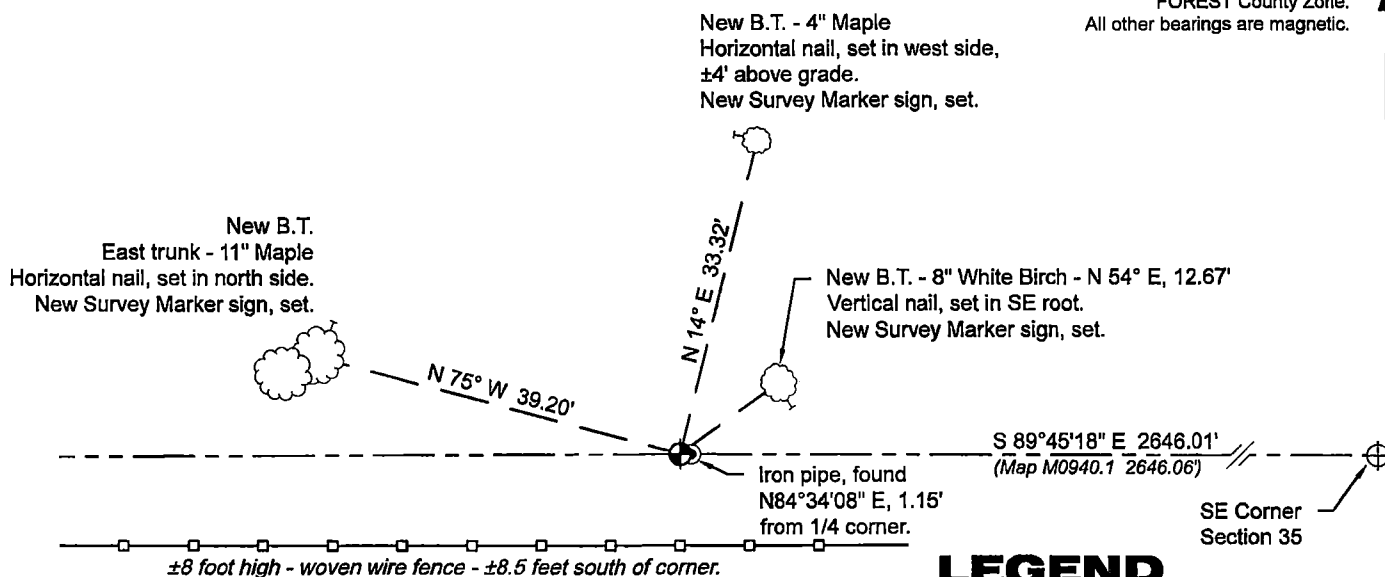 FOREST County Zone.
All other bearings are magnetic.
New B.T. - 4" Maple
Horizontal nail, set in west side,
±4' above grade.
New Survey Marker sign, set.
New B.T.
East trunk - 11" Maple
Horizontal nail, set in north side.
New Survey Marker sign, set.
N 14° E 33.32'
New B.T. - 8" White Birch - N 54° E, 12.67'
Vertical nail, set in SE root.
New Survey Marker sign, set.
N 75° W 39.20'
S 89°45'18" E 2646.01'
(Map M0940.1 2646.06')
Iron pipe, found
N84°34'08" E, 1.15'
from 1/4 corner.
SE Corner
Section 35
±8 foot high - woven wire fence - ±8.5 feet south of corner.
LEGEND